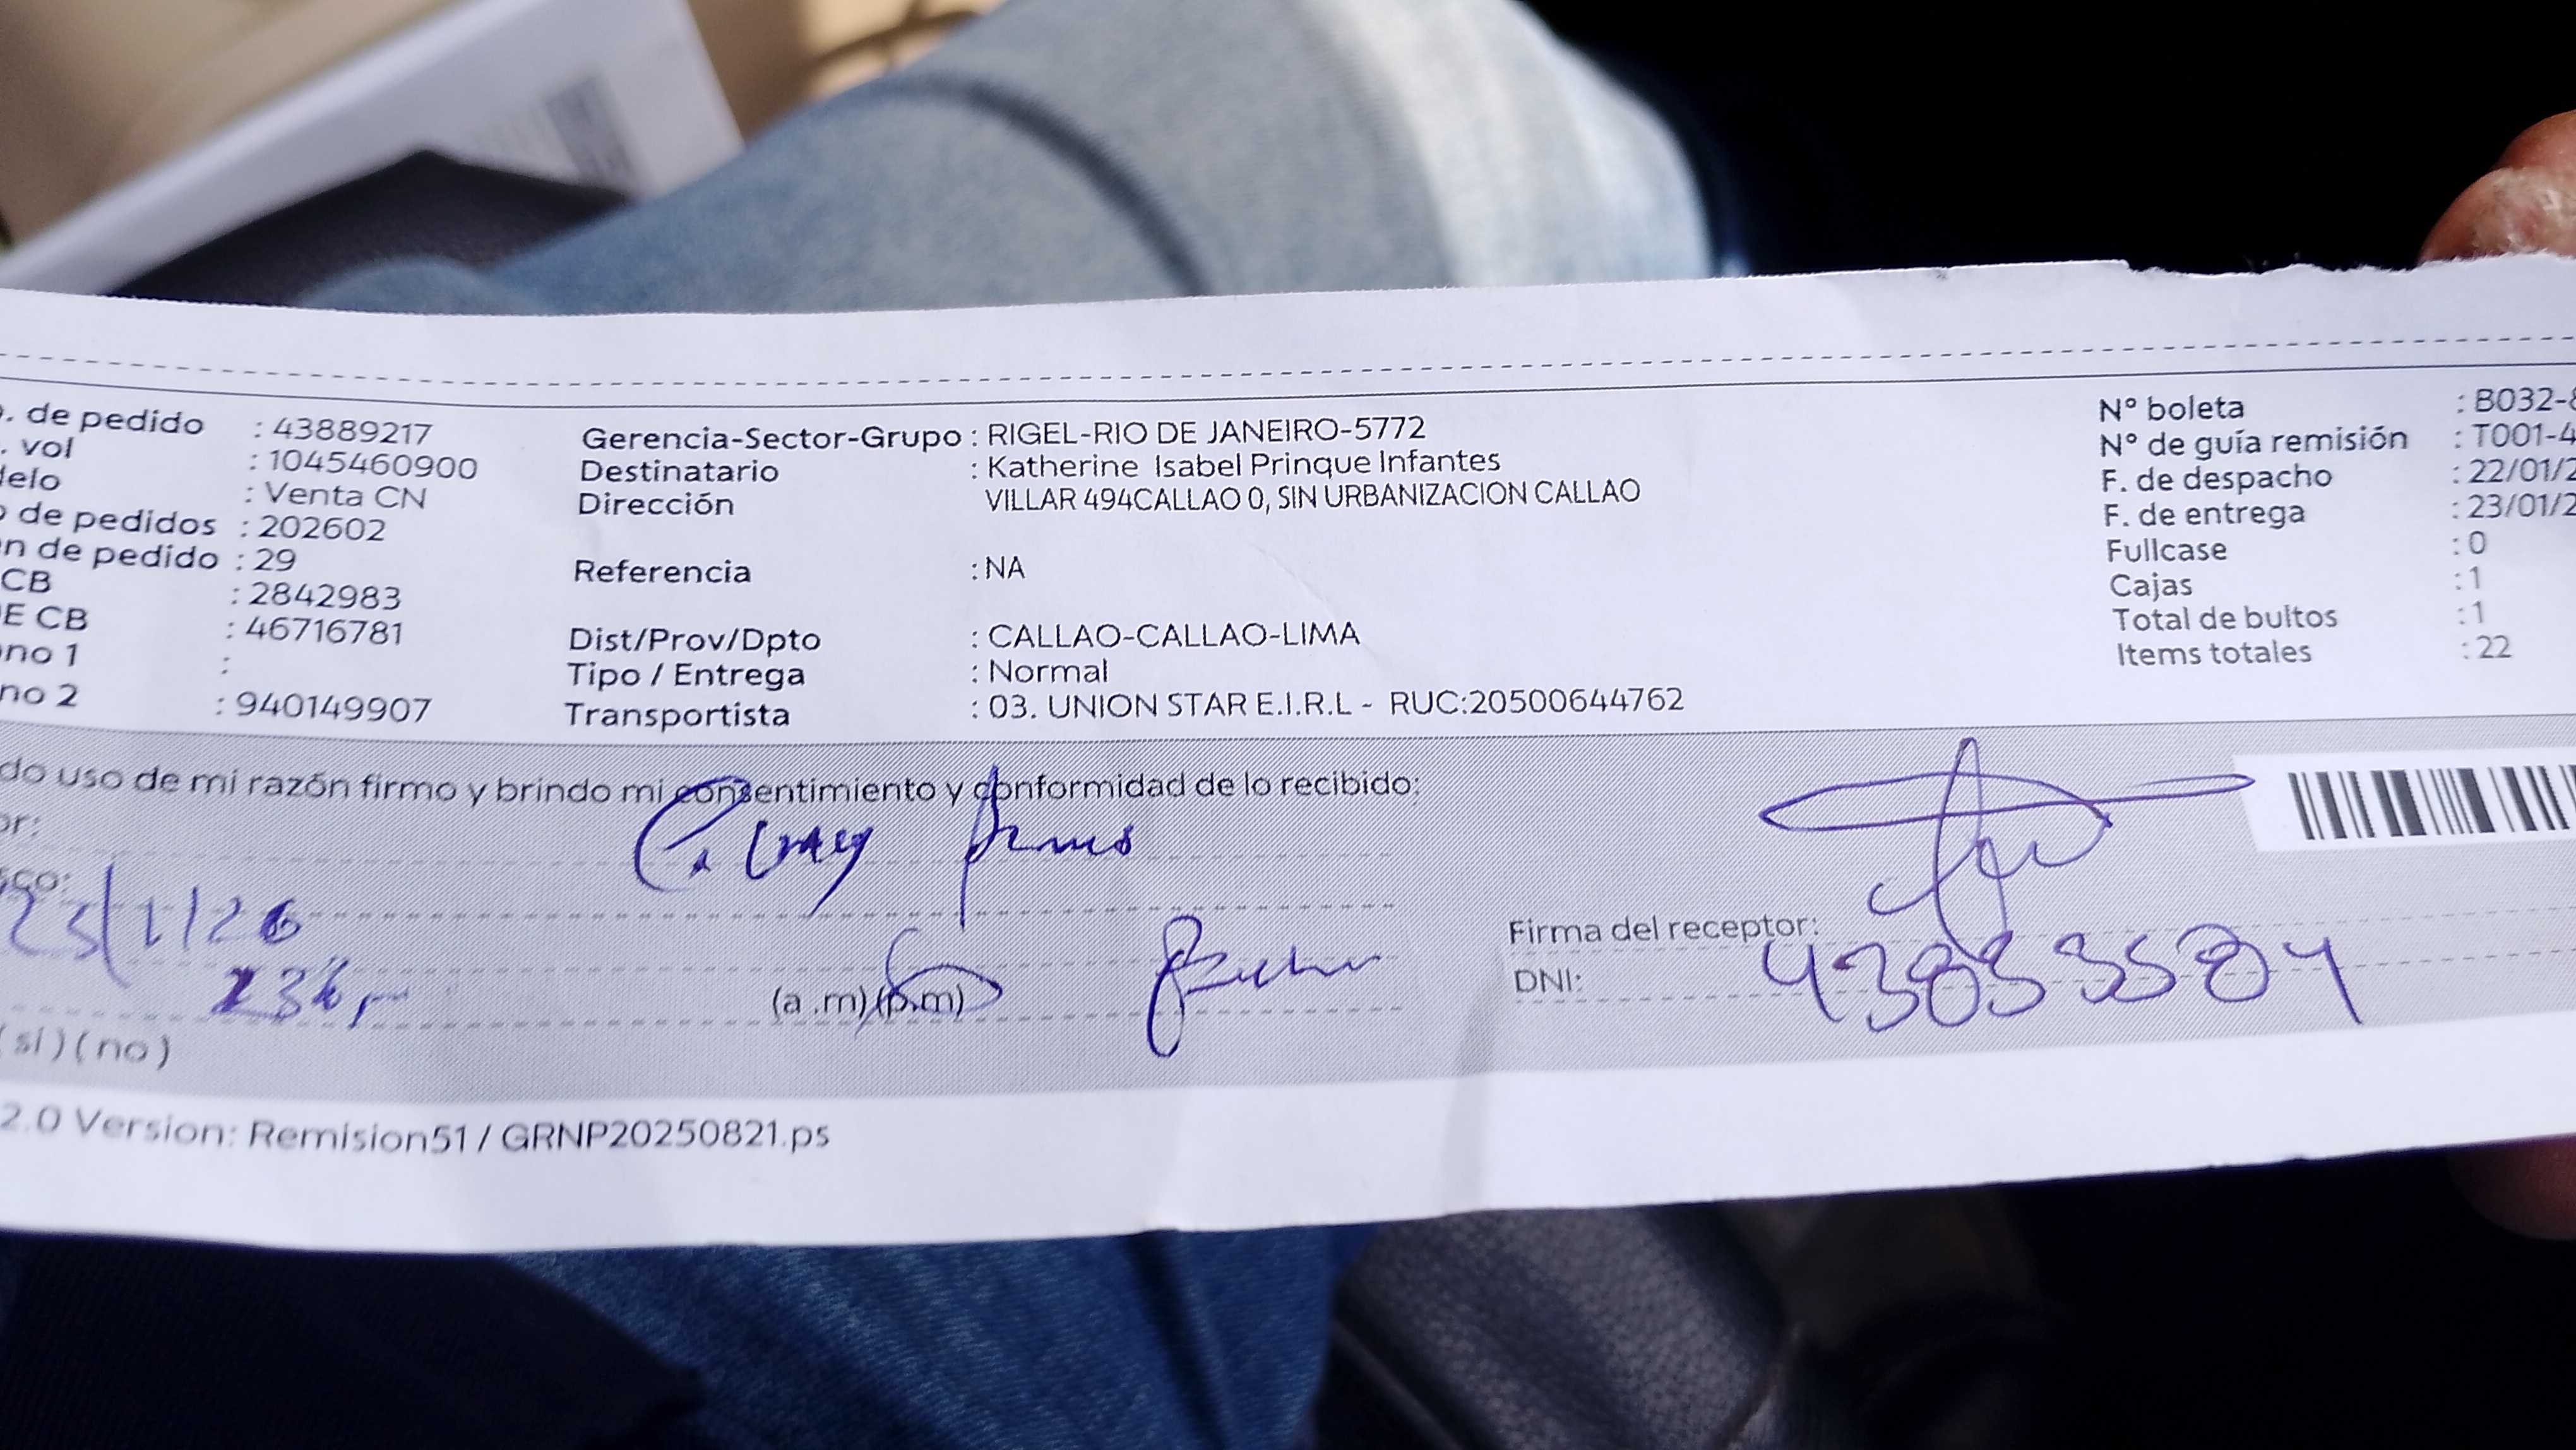 . de pedido : 43889217
. vol : 1045460900
delo : Venta CN
o de pedidos : 202602
n de pedido : 29
CB : 2842983
E CB : 46716781
no 1 :
no 2 : 940149907
Gerencia-Sector-Grupo : RIGEL-RIO DE JANEIRO-5772
Destinatario : Katherine Isabel Prinque Infantes
Dirección VILLAR 494CALLAO 0, SIN URBANIZACION CALLAO
Referencia : NA
Dist/Prov/Dpto : CALLAO-CALLAO-LIMA
Tipo / Entrega : Normal
Transportista : 03. UNION STAR E.I.R.L - RUC:20500644762
N° boleta : B032-8
N° de guía remisión : T001-4
F. de despacho : 22/01/2
F. de entrega : 23/01/2
Fullcase : 0
Cajas : 1
Total de bultos : 1
Items totales : 22
do uso de mi razón firmo y brindo mi consentimiento y conformidad de lo recibido:
or:
sco:
23/1/26
(a .m) (p.m)
(si) (no)
Firma del receptor:
DNI:
2.0 Version: Remision51 / GRNP20250821.ps